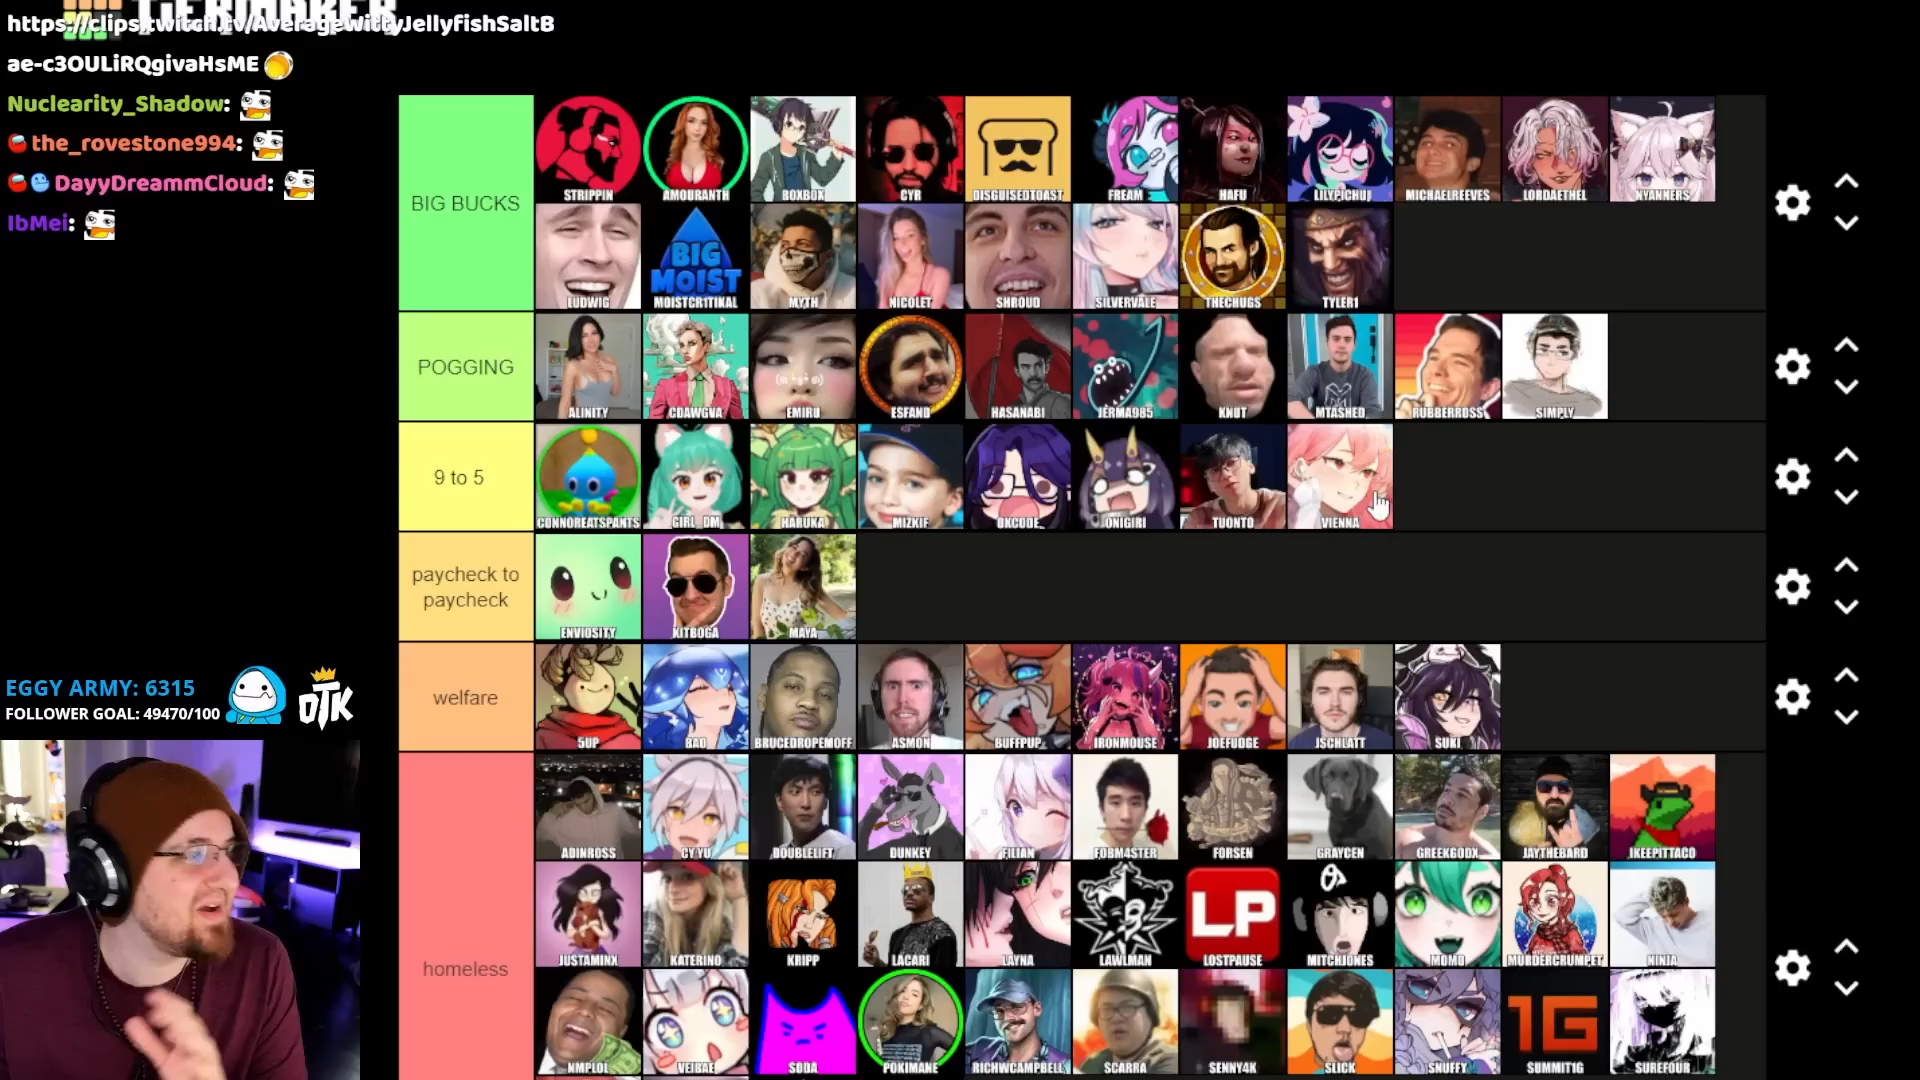 TIERMAKER
https://clips.twitch.tv/AverageWittyJellyfishSaltB
ae-c3OULiRQgivaHsME
Nuclearity_Shadow:
the_rovestone994:
DayyDreammCloud:
IbMei:
BIG BUCKS
STRIPPIN AMOURANTH BOXBOX CYR DISGUISEDTOAST FREAM HAFU LILYPICHU MICHAELREEVES LORDAETHEL NYANNERS
BIG
MOIST
LUDWIG MOISTCR1TIKAL MYTH NICOLET SHROUD SILVERVALE THECHUGS TYLER1
POGGING
ALINITY CDAWGVA EMIRU ESFAND HASANABI JERMA985 KNUT MTASHED RUBBERROSS SIMPLY
9 to 5
CONNOREATSPANTS GIRL_DM HARUKA MIZKIF OKCODE ONIGIRI TUONTO VIENNA
paycheck to
paycheck
ENVIOSITY KITBOGA MAYA
welfare
5UP BAO BRUCEDROPEMOFF ASMON BUFFPUP IRONMOUSE JOEFUDGE JSCHLATT SUKI
homeless
ADINROSS CY YU DOUBLELIFT DUNKEY FILIAN FOBM4STER FORSEN GRAYCEN GREEKGODX JAYTHEBARD IKEEPITTACO
LP
JUSTAMINX KATERINO KRIPP LACARI LAYNA LAWLMAN LOSTPAUSE MITCHJONES MOMO MURDERCRUMPET NINJA
1G
NMPLOL VEIBAE SODA POKIMANE RICHWCAMPBELL SCARRA SENNY4K SLICK SNUFFY SUMMIT1G SUREFOUR
EGGY ARMY: 6315
FOLLOWER GOAL: 49470/100
OTK